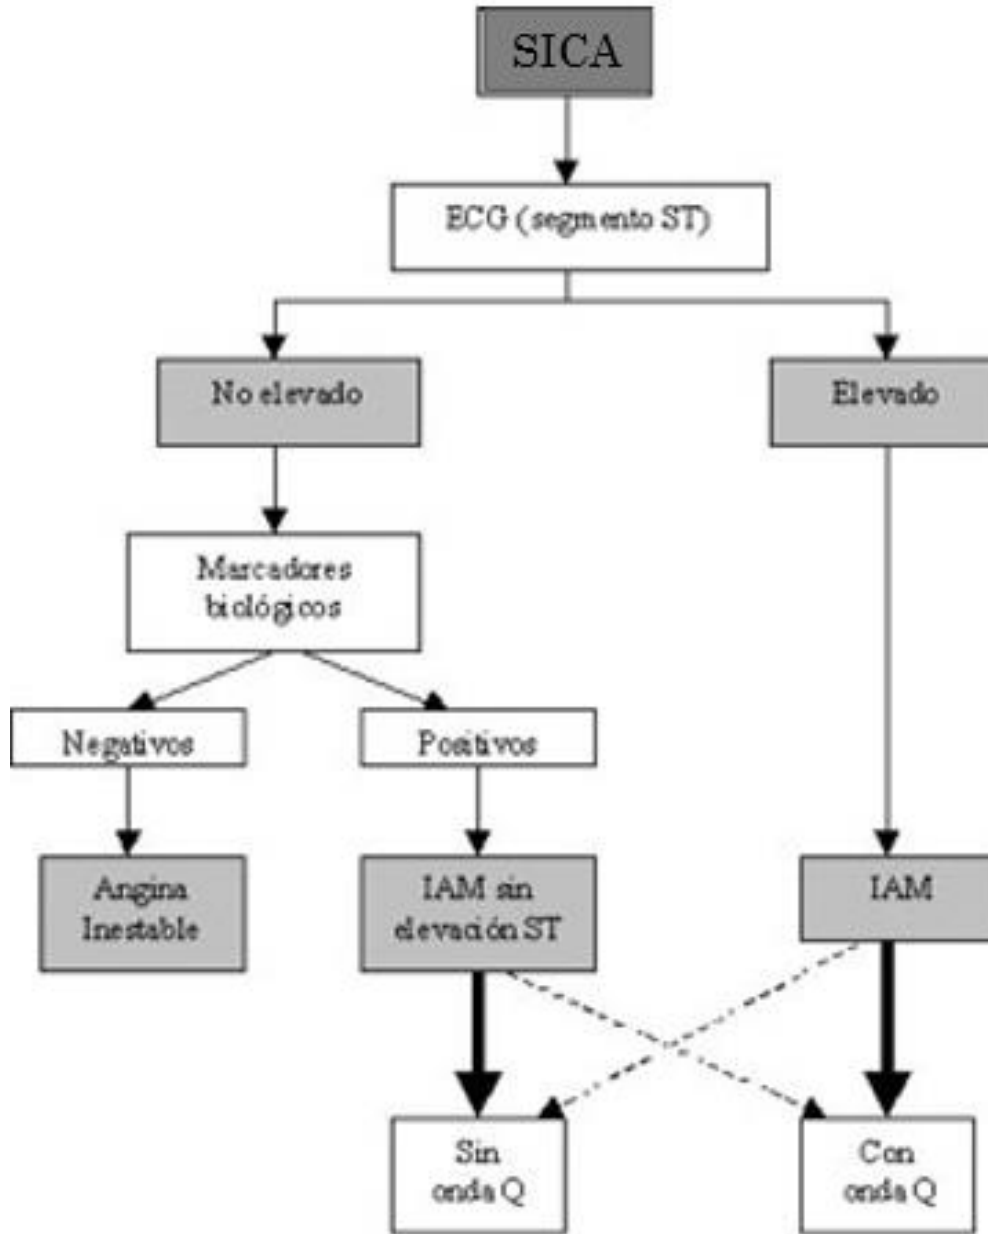 SICA
ECG (segmento ST)
No elevado
Elevado
Marcadores
biológicos
Negativos
Positivos
Angina
Inestable
IAM sin
elevación ST
IAM
Sin
onda Q
Con
onda Q